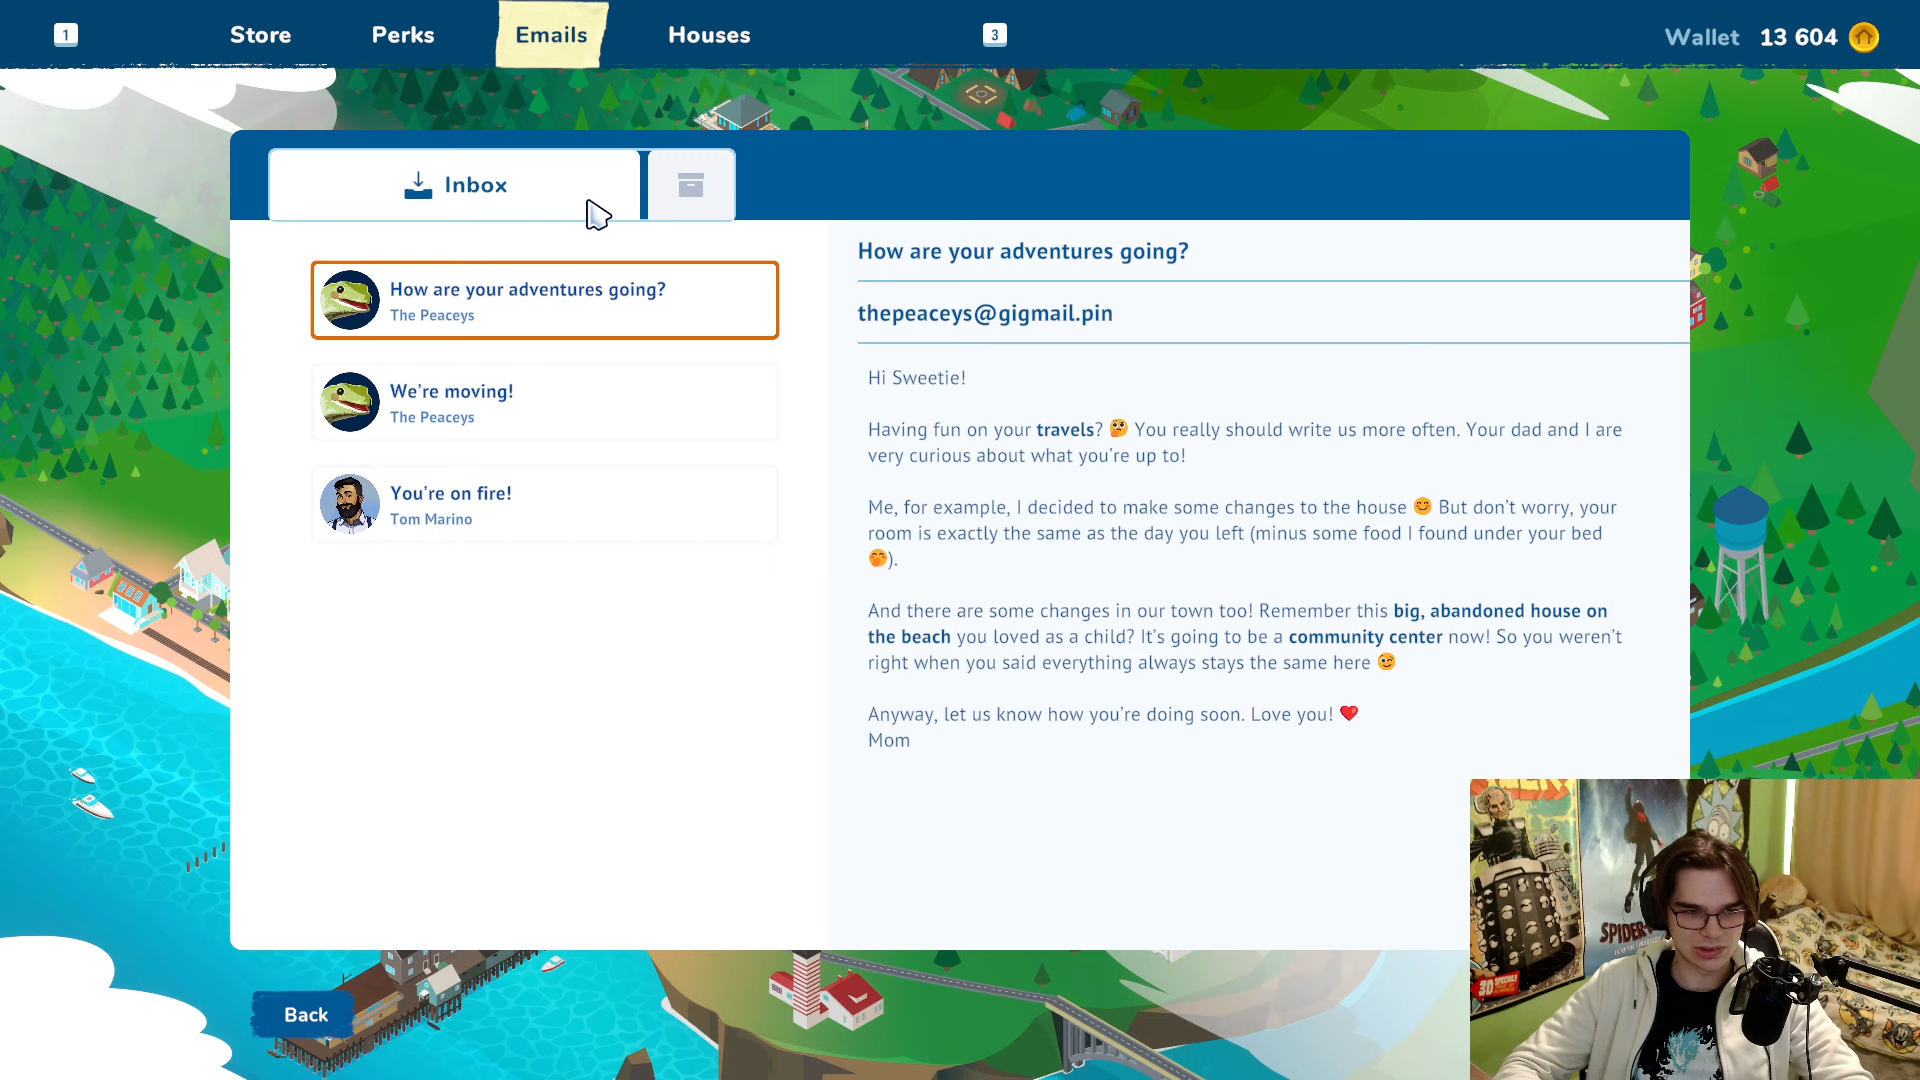 1 Store Perks Emails Houses 3 Wallet 13 604
Inbox
How are your adventures going?
The Peaceys
We're moving!
The Peaceys
You're on fire!
Tom Marino
How are your adventures going?
thepeaceys@gigmail.pin
Hi Sweetie!
Having fun on your travels? 🤔 You really should write us more often. Your dad and I are
very curious about what you're up to!
Me, for example, I decided to make some changes to the house 😊 But don't worry, your
room is exactly the same as the day you left (minus some food I found under your bed
🤭).
And there are some changes in our town too! Remember this big, abandoned house on
the beach you loved as a child? It's going to be a community center now! So you weren't
right when you said everything always stays the same here 😉
Anyway, let us know how you're doing soon. Love you! ❤
Mom
Back
SPIDER-